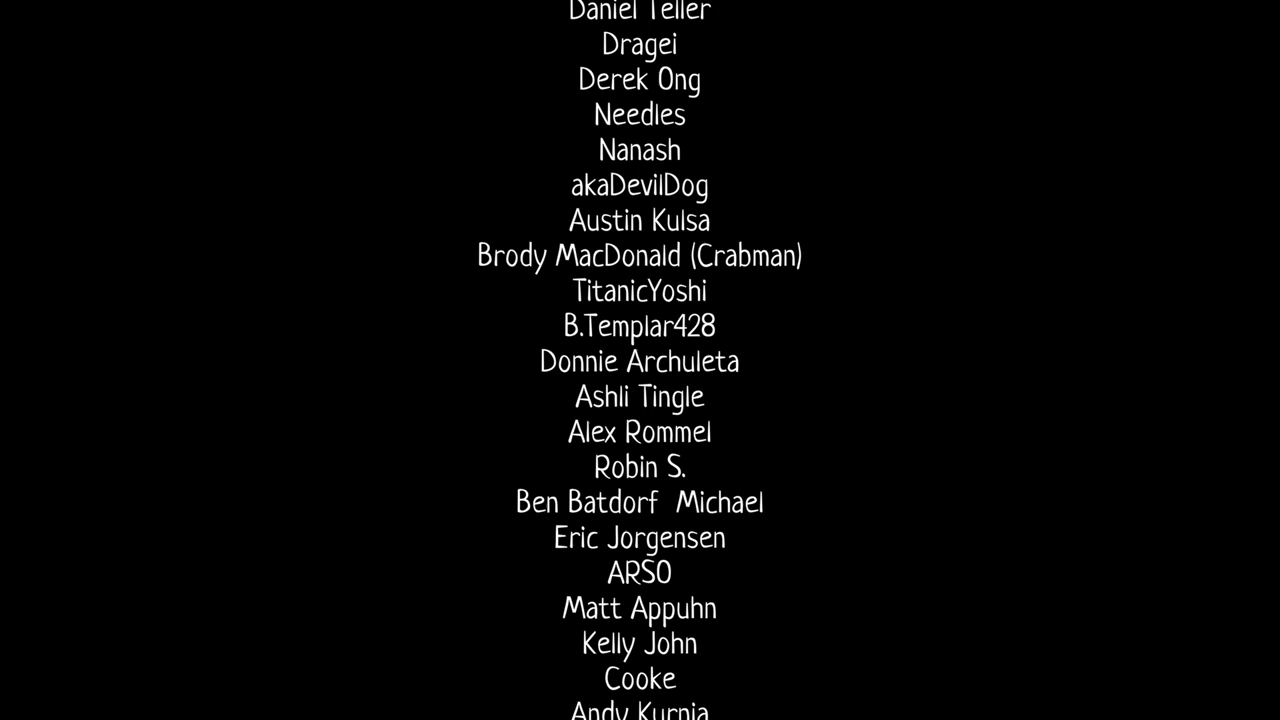 Daniel Teller
Dragei
Derek Ong
Needles
Nanash
akaDevilDog
Austin Kulsa
Brody MacDonald (Crabman)
TitanicYoshi
B.Templar428
Donnie Archuleta
Ashli Tingle
Alex Rommel
Robin S.
Ben Batdorf  Michael
Eric Jorgensen
ARSO
Matt Appuhn
Kelly John
Cooke
Andy Kurnia